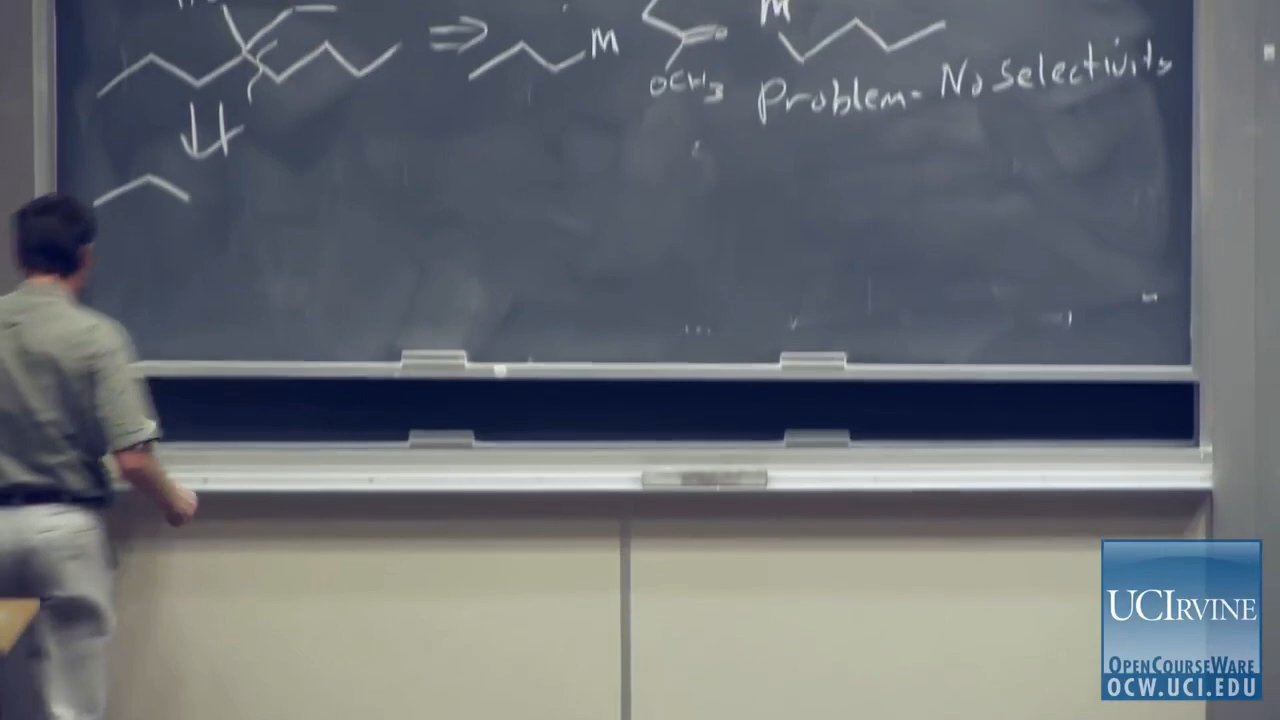 M
M
OCH3
Problem- No Selectivity
UCIRVINE
OPENCOURSEWARE
OCW.UCI.EDU